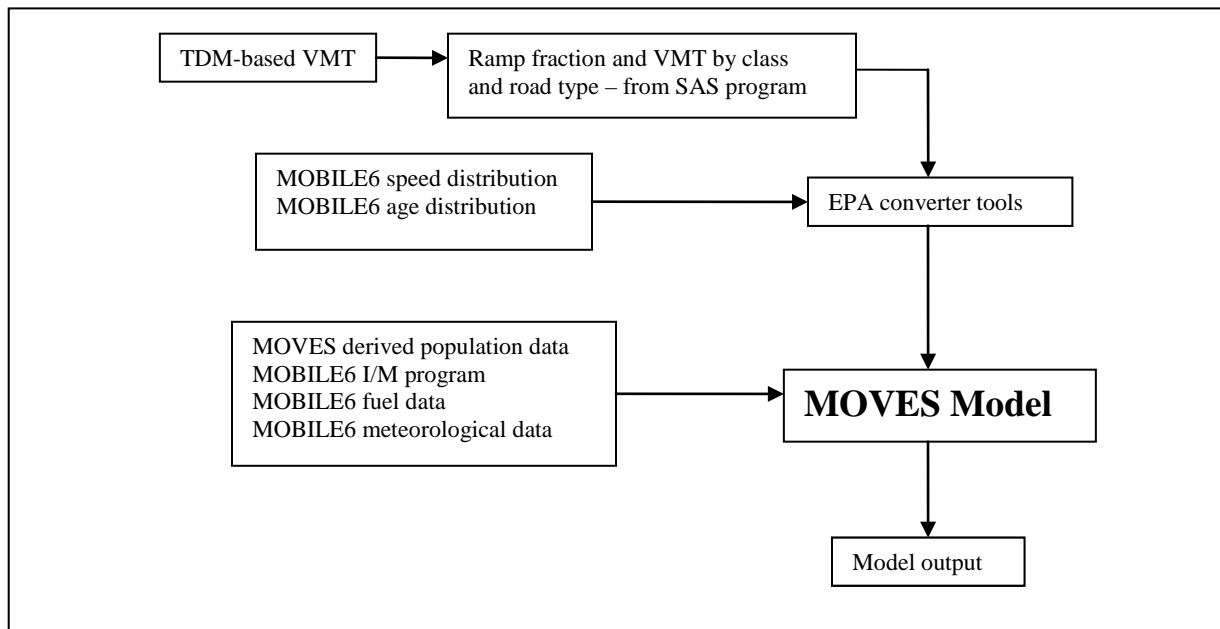 TDM-based VMT
Ramp fraction and VMT by class
and road type – from SAS program
MOBILE6 speed distribution
MOBILE6 age distribution
EPA converter tools
MOVES derived population data
MOBILE6 I/M program
MOBILE6 fuel data
MOBILE6 meteorological data
MOVES Model
Model output